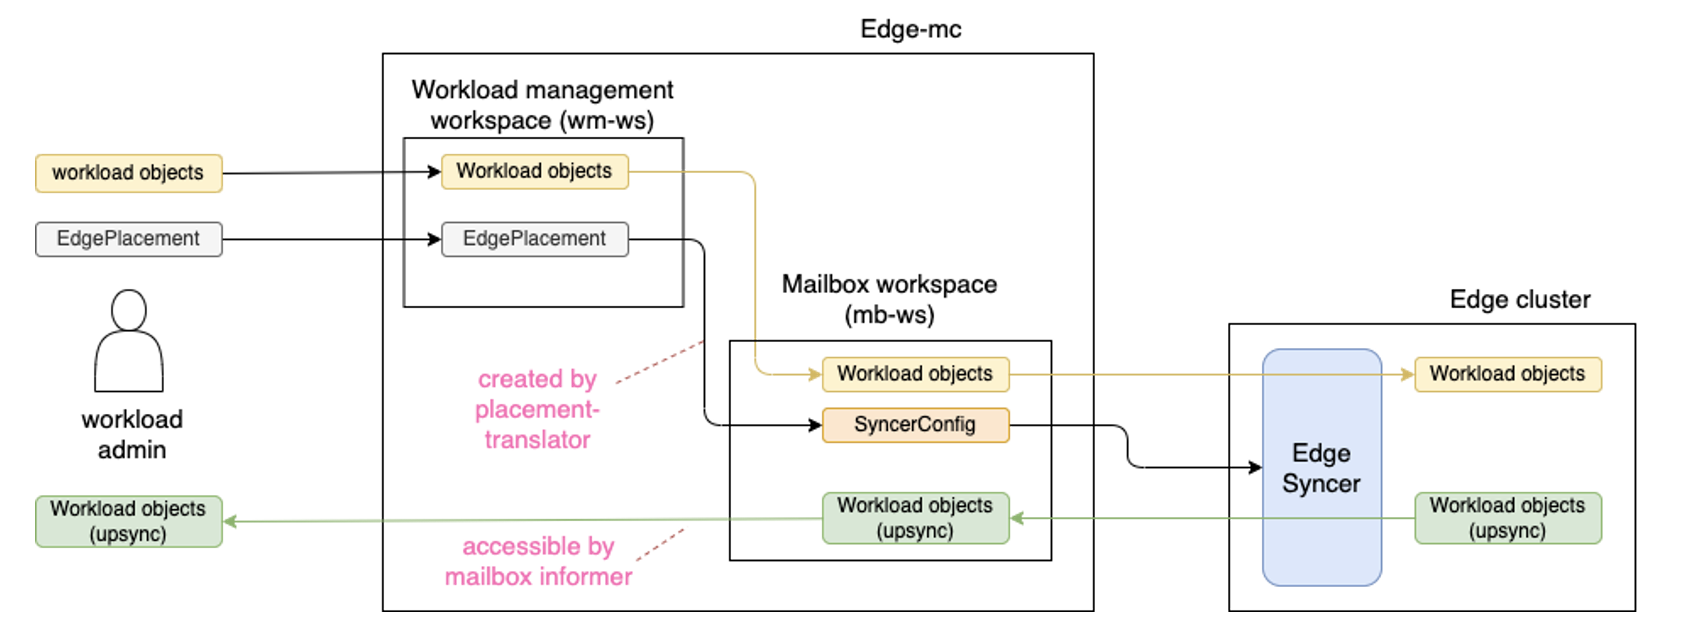 Edge-mc
Workload management
workspace (wm-ws)
workload objects
Workload objects
EdgePlacement
EdgePlacement
Mailbox workspace
(mb-ws)
Edge cluster
created by
placement-
translator
Workload objects
Workload objects
SyncerConfig
workload
admin
Edge
Syncer
Workload objects
(upsync)
Workload objects
(upsync)
Workload objects
(upsync)
accessible by
mailbox informer